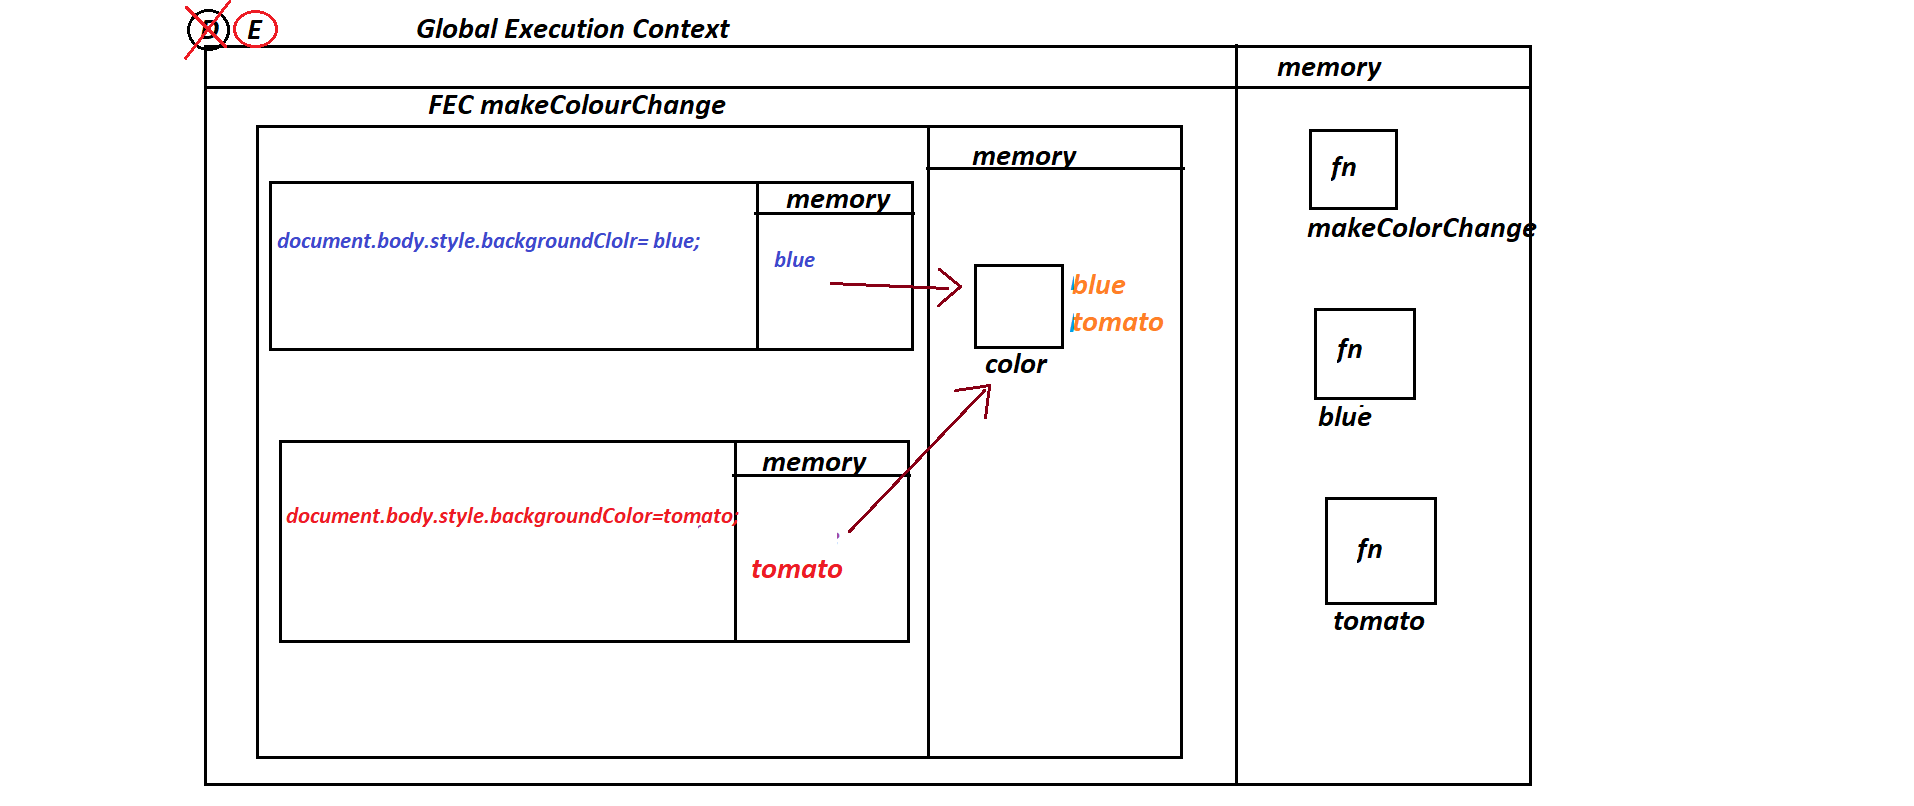 D E Global Execution Context
memory
FEC makeColourChange
memory
fn
memory
makeColorChange
document.body.style.backgroundClolr= blue;
blue
blue
tomato
color
fn
blue
memory
document.body.style.backgroundColor=tomato;
tomato
fn
tomato